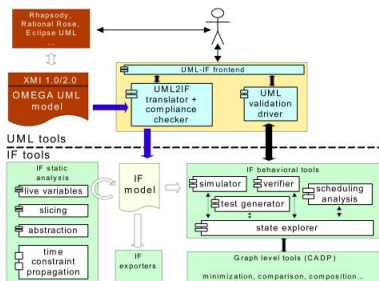 Rhapsody,
Rational Rose,
Eclipse UML
...
XMI 1.0/2.0
OMEGA UML
model
UML-IF frontend
UML2IF
translator +
compliance
checker
UML
validation
driver
UML tools
IF tools
IF static
analysis
live variables
slicing
abstraction
time
constraint
propagation
IF
model
IF
exporters
IF behavioral tools
simulator
verifier
test generator
scheduling
analysis
state explorer
Graph level tools (CADP)
minimization, comparison, composition...